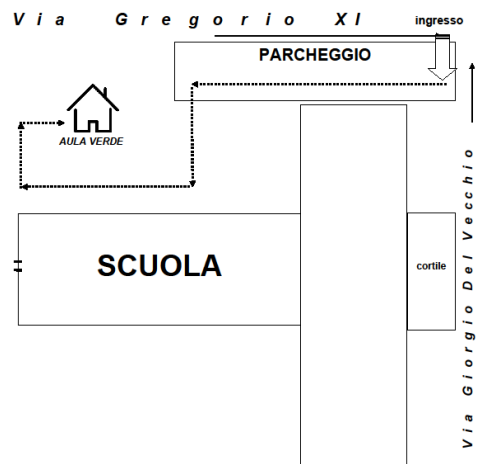 Via Gregorio XI
ingresso
PARCHEGGIO
AULA VERDE
SCUOLA
cortile
Via Giorgio Del Vecchio